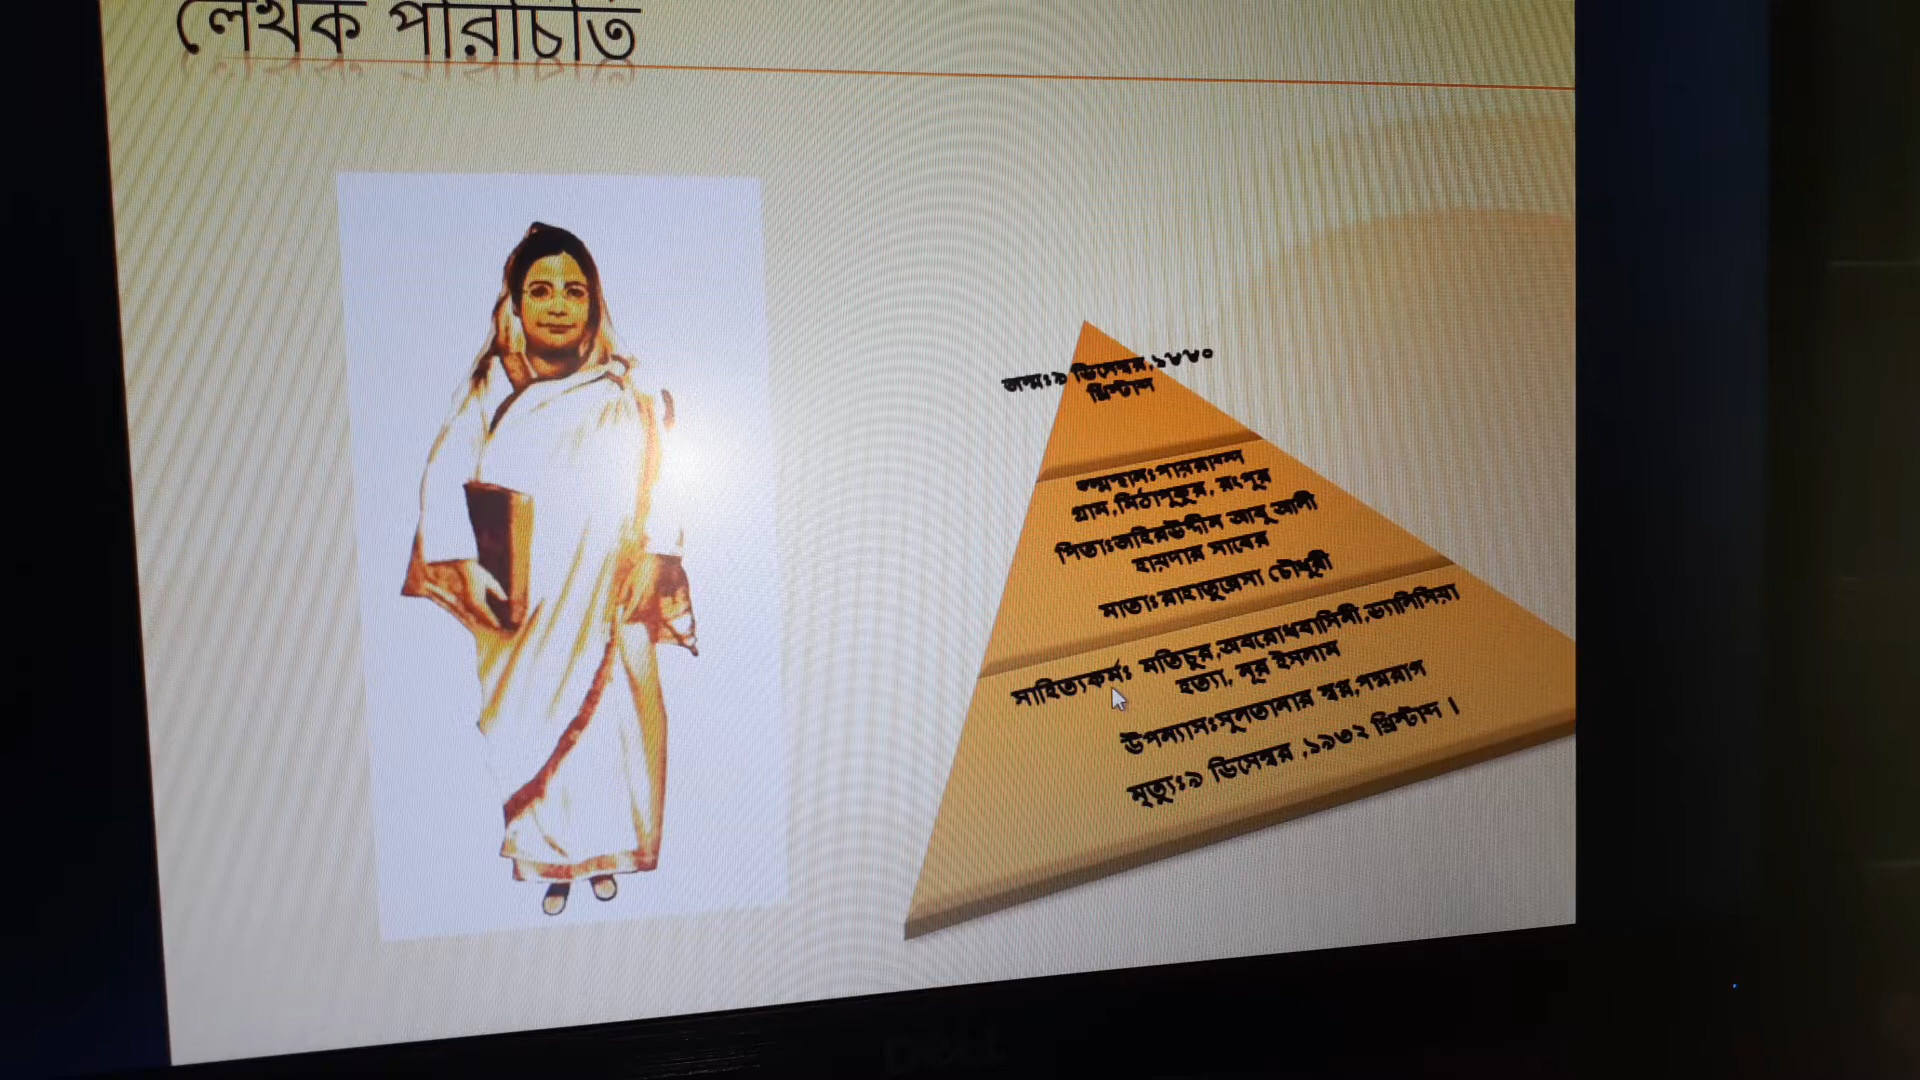 লেখক পরিচিতি
জন্মঃ৯ ডিসেম্বর,১৮৮০
খ্রিস্টাব্দ
জন্মস্থানঃপায়রাবন্দ
গ্রাম,মিঠাপুকুর, রংপুর
পিতাঃজহিরউদ্দীন আবু আলী
হায়দার সাবের
মাতাঃরাহাতুন্নেসা চৌধুরী
সাহিত্যকর্মঃ মতিচুর,অবরোধবাসিনী,ড্যালিসিয়া
হত্যা, নূর ইসলাম
উপন্যাসঃসুলতানার স্বপ্ন,পদ্মরাগ
মৃত্যুঃ৯ ডিসেম্বর ,১৯৩২ খ্রিস্টাব্দ ।
DELL